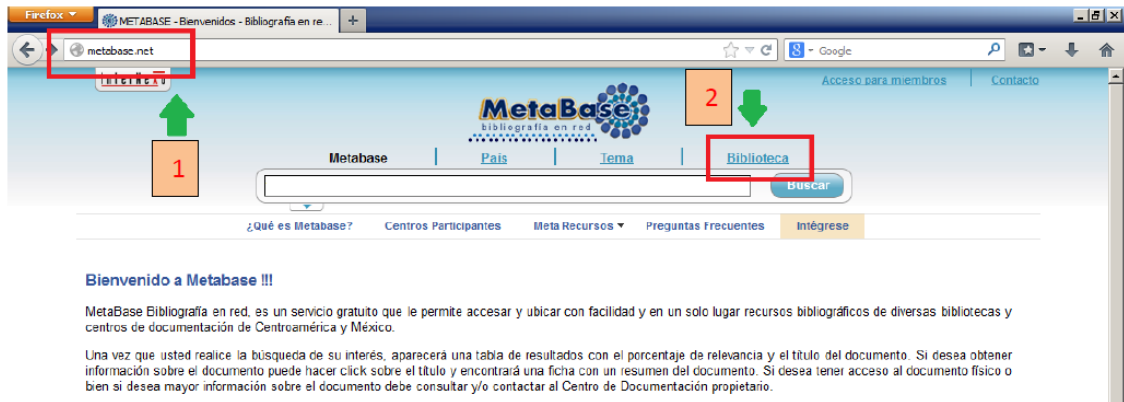 Firefox
METABASE - Bienvenidos - Bibliografía en re...
metabase.net
Google
InterNexo
Acceso para miembros
Contacto
MetaBase
bibliografía en red
1
2
Metabase
País
Tema
Biblioteca
Buscar
¿Qué es Metabase?
Centros Participantes
Meta Recursos
Preguntas Frecuentes
Intégrese
Bienvenido a Metabase !!!
MetaBase Bibliografía en red, es un servicio gratuito que le permite accesar y ubicar con facilidad y en un solo lugar recursos bibliográficos de diversas bibliotecas y
centros de documentación de Centroamérica y México.
Una vez que usted realice la búsqueda de su interés, aparecerá una tabla de resultados con el porcentaje de relevancia y el título del documento. Si desea obtener
información sobre el documento puede hacer click sobre el título y encontrará una ficha con un resumen del documento. Si desea tener acceso al documento físico o
bien si desea mayor información sobre el documento debe consultar y/o contactar al Centro de Documentación propietario.